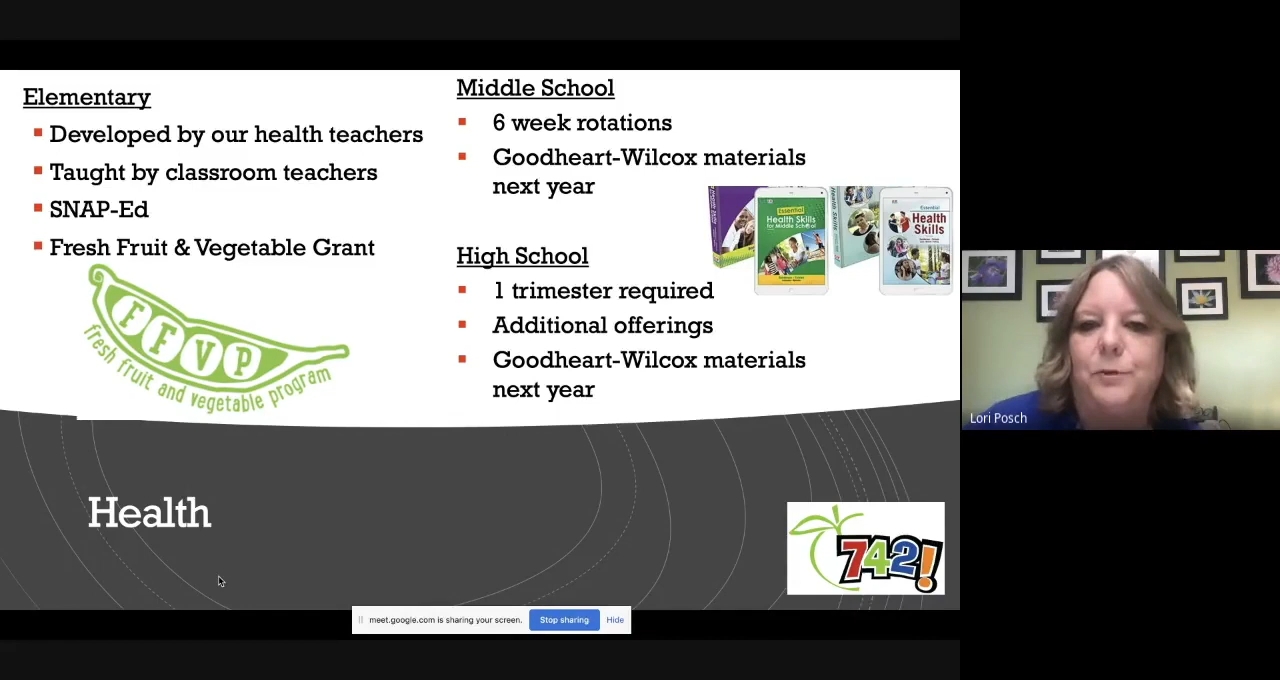 Elementary
Developed by our health teachers
Taught by classroom teachers
SNAP-Ed
Fresh Fruit & Vegetable Grant
FFVP
fresh fruit and vegetable program
Middle School
6 week rotations
Goodheart-Wilcox materials
next year
Essential
Health Skills
for Middle School
Essential
Health
Skills
High School
1 trimester required
Additional offerings
Goodheart-Wilcox materials
next year
Lori Posch
Health
742!
meet.google.com is sharing your screen.
Stop sharing
Hide